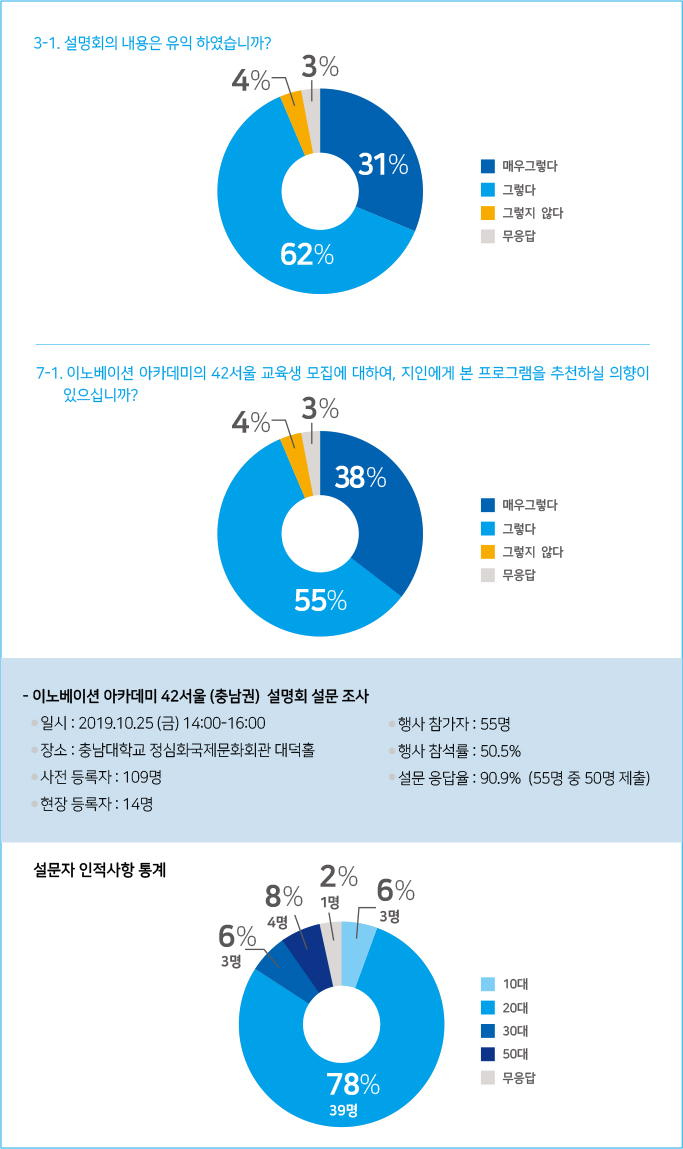 3-1. 설명회의 내용은 유익 하였습니까?
4%
3%
31%
62%
매우그렇다
그렇다
그렇지 않다
무응답
7-1. 이노베이션 아카데미의 42서울 교육생 모집에 대하여, 지인에게 본 프로그램을 추천하실 의향이
있으십니까?
4%
3%
38%
55%
매우그렇다
그렇다
그렇지 않다
무응답
- 이노베이션 아카데미 42서울 (충남권) 설명회 설문 조사
일시 : 2019.10.25 (금) 14:00-16:00
장소 : 충남대학교 정심화국제문화회관 대덕홀
사전 등록자 : 109명
현장 등록자 : 14명
행사 참가자 : 55명
행사 참석률 : 50.5%
설문 응답율 : 90.9% (55명 중 50명 제출)
설문자 인적사항 통계
6%
3명
8%
4명
2%
1명
6%
3명
78%
39명
10대
20대
30대
50대
무응답